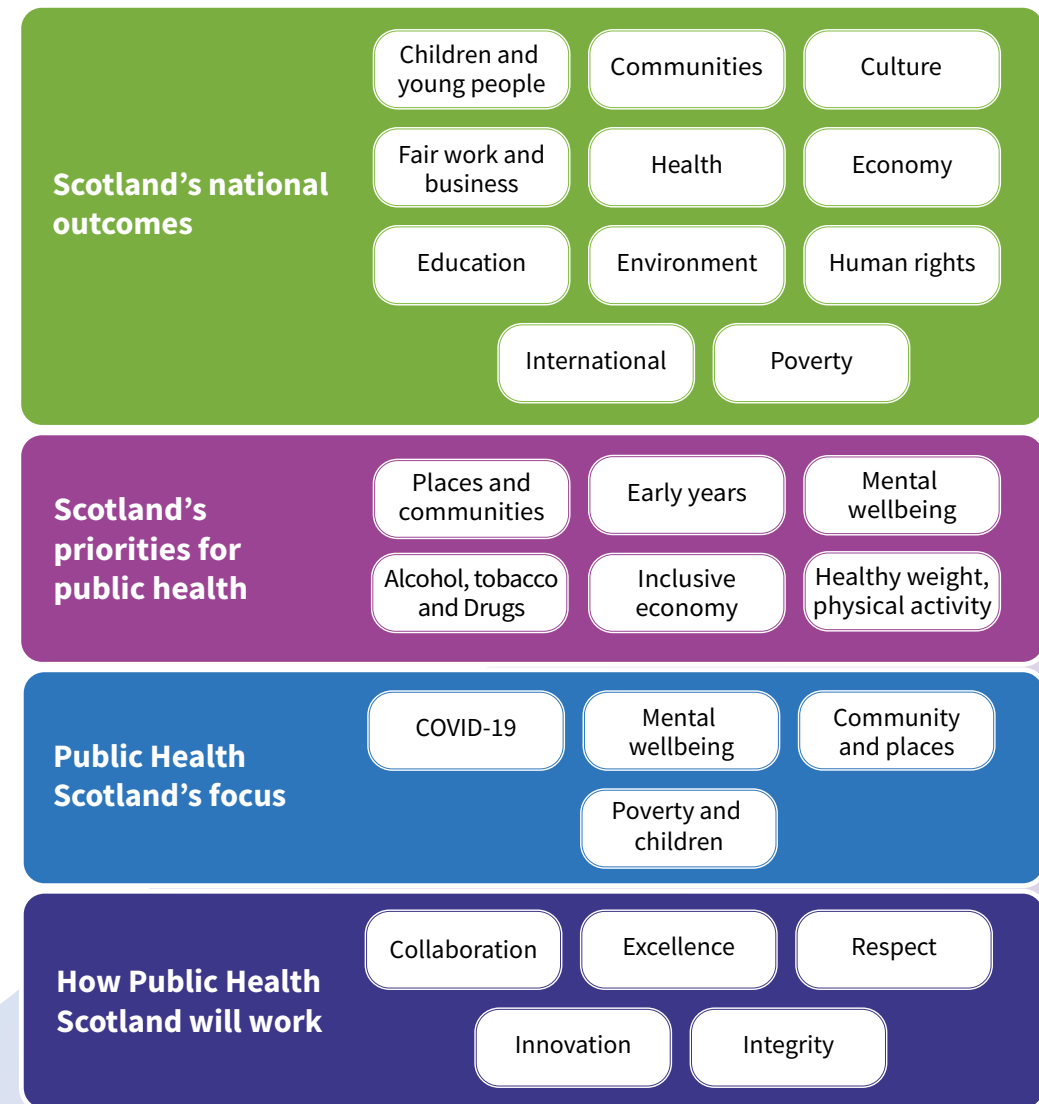 Scotland’s national
outcomes
Children and
young people
Communities
Culture
Fair work and
business
Health
Economy
Education
Environment
Human rights
International
Poverty
Scotland’s
priorities for
public health
Places and
communities
Early years
Mental
wellbeing
Alcohol, tobacco
and Drugs
Inclusive
economy
Healthy weight,
physical activity
Public Health
Scotland’s focus
COVID-19
Mental
wellbeing
Community
and places
Poverty and
children
How Public Health
Scotland will work
Collaboration
Excellence
Respect
Innovation
Integrity